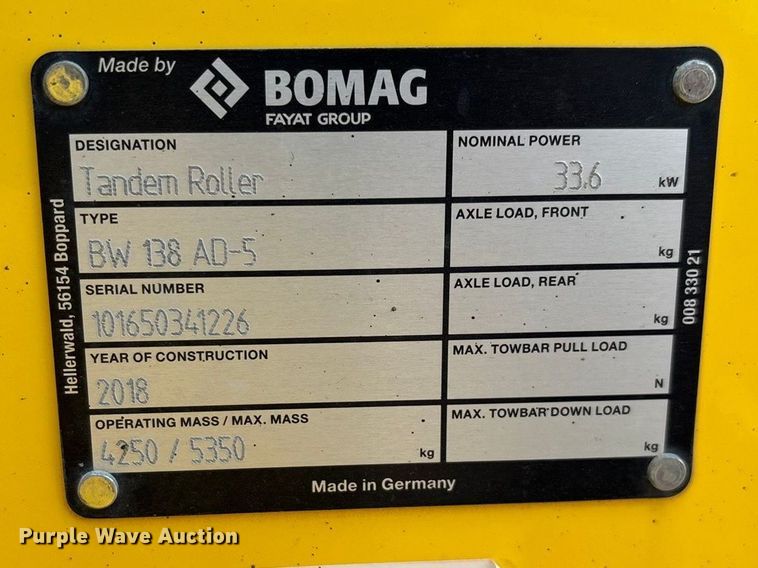 Made by BOMAG
FAYAT GROUP
DESIGNATION
Tandem Roller
NOMINAL POWER
33.6 kW
TYPE
BW 138 AD-5
AXLE LOAD, FRONT
kg
SERIAL NUMBER
101650341226
AXLE LOAD, REAR
kg
YEAR OF CONSTRUCTION
2018
MAX. TOWBAR PULL LOAD
N
OPERATING MASS / MAX. MASS
4250 / 5350 kg
MAX. TOWBAR DOWN LOAD
kg
Hellerwald, 56154 Boppard
008 330 21
Made in Germany
Purple Wave Auction